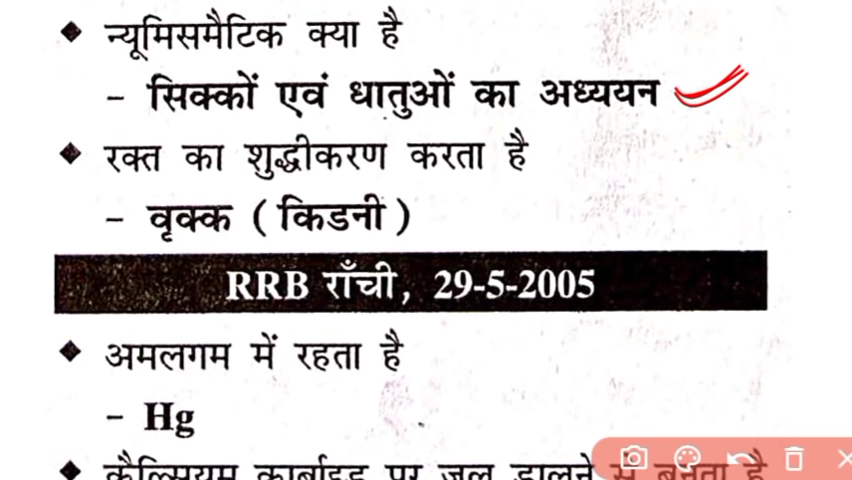 ◆ न्यूमिसमैटिक क्या है
– सिक्कों एवं धातुओं का अध्ययन
◆ रक्त का शुद्धीकरण करता है
– वृक्क (किडनी)
RRB राँची, 29-5-2005
◆ अमलगम में रहता है
– Hg
◆ कैल्सियम कार्बाइड पर जल डालने से बनता है